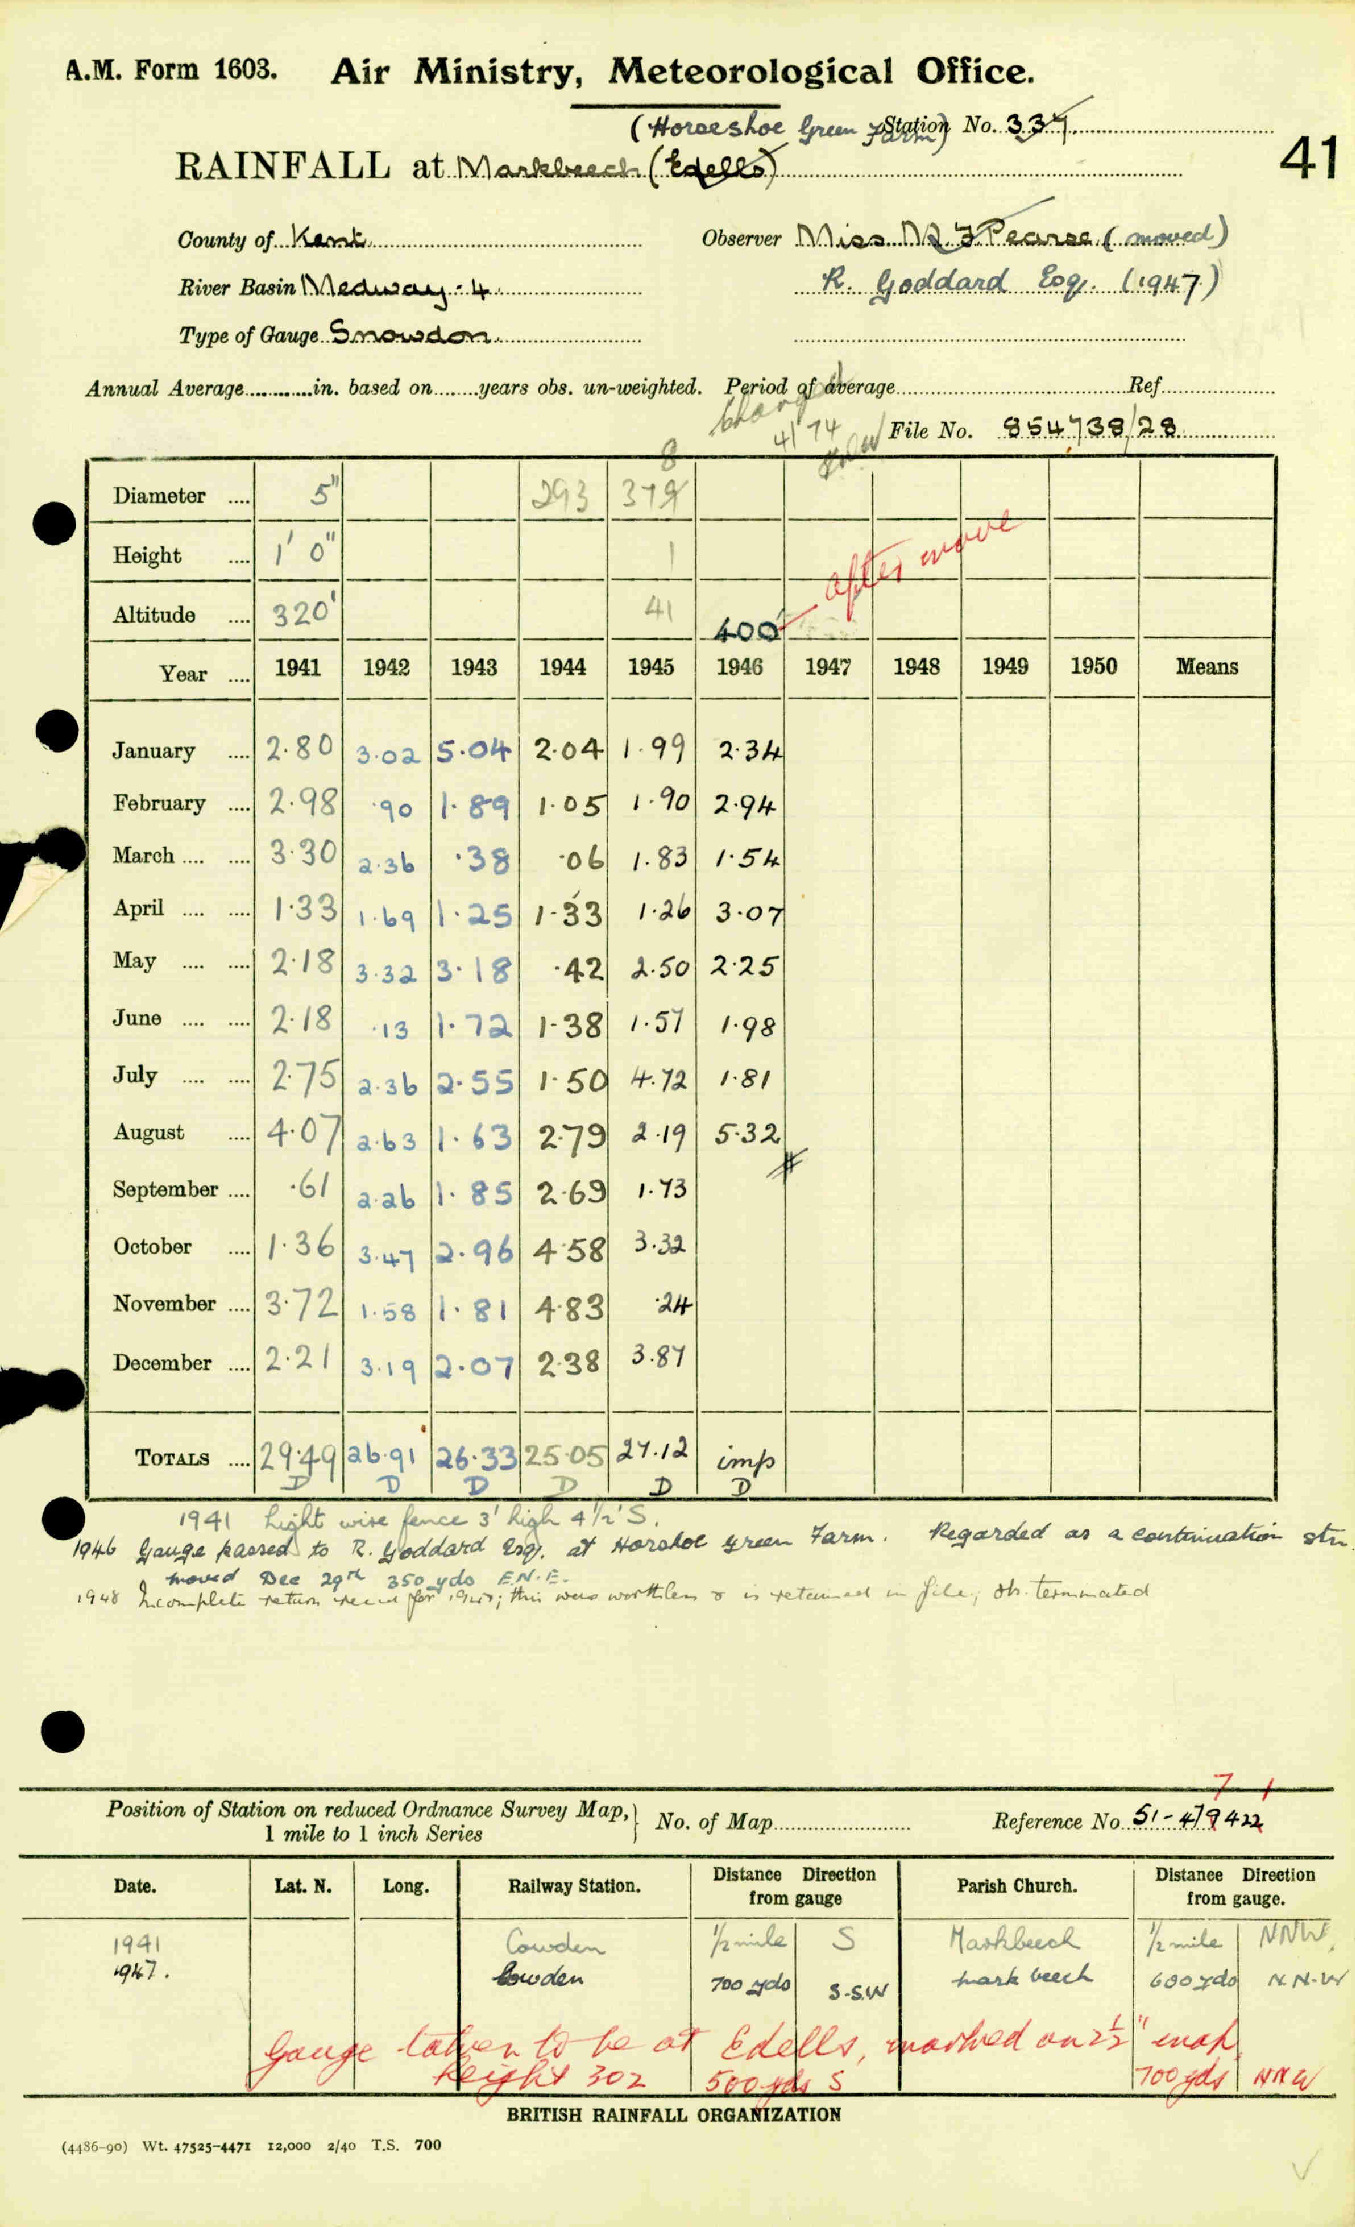 A.M. Form 1603. Air Ministry, Meteorological Office.
(Horseshoe Green Farm) Station No. 337
41
RAINFALL at Markbeech (Edells)
County of Kent Observer Miss M F Pearse (moved)
River Basin Medway . 4 R. Goddard Esq. (1947)
Type of Gauge Snowdon
Annual Average in. based on years obs. un-weighted. Period of average Ref
changed 4/74
File No. 854738/28
8
Diameter 5" 293 379
Height 1' 0" 1 after move
Altitude 320' 41 400'
Year 1941 1942 1943 1944 1945 1946 1947 1948 1949 1950 Means
January 2.80 3.02 5.04 2.04 1.99 2.34
February 2.98 .90 1.89 1.05 1.90 2.94
March 3.30 2.36 .38 .06 1.83 1.54
April 1.33 1.69 1.25 1.33 1.26 3.07
May 2.18 3.32 3.18 .42 2.50 2.25
June 2.18 .13 1.72 1.38 1.57 1.98
July 2.75 2.36 2.55 1.50 4.72 1.81
August 4.07 2.63 1.63 2.79 2.19 5.32
September .61 2.26 1.85 2.69 1.73
October 1.36 3.47 2.96 4.58 3.32
November 3.72 1.58 1.81 4.83 .24
December 2.21 3.19 2.07 2.38 3.87
TOTALS 29.49 26.91 26.33 25.05 27.12 imp
D D D D D D
1941 Light wire fence 3' high 4½' S.
1946 Gauge passed to R. Goddard Esq. at Horshoe Green Farm. Regarded as a continuation stn
moved Dec 29th 350 yds E.N.E.
1948 Incomplete return rec'd for 1947; this was worthless & is retained in file; ob. terminated
7 1
Position of Station on reduced Ordnance Survey Map, 1 mile to 1 inch Series No. of Map Reference No 51-479422
Date. Lat. N. Long. Railway Station. Distance Direction from gauge Parish Church. Distance Direction from gauge.
1941 Cowden ½ mile S Markbeech ½ mile NNW.
1947. Cowden 700 yds S.SW mark beech 600 yds N.N.W
Gauge taken to be at Edells, marked on 2½" map.
height 302 500 yds S 700 yds NNW
BRITISH RAINFALL ORGANIZATION
(4486-90) Wt. 47525-4471 12,000 2/40 T.S. 700